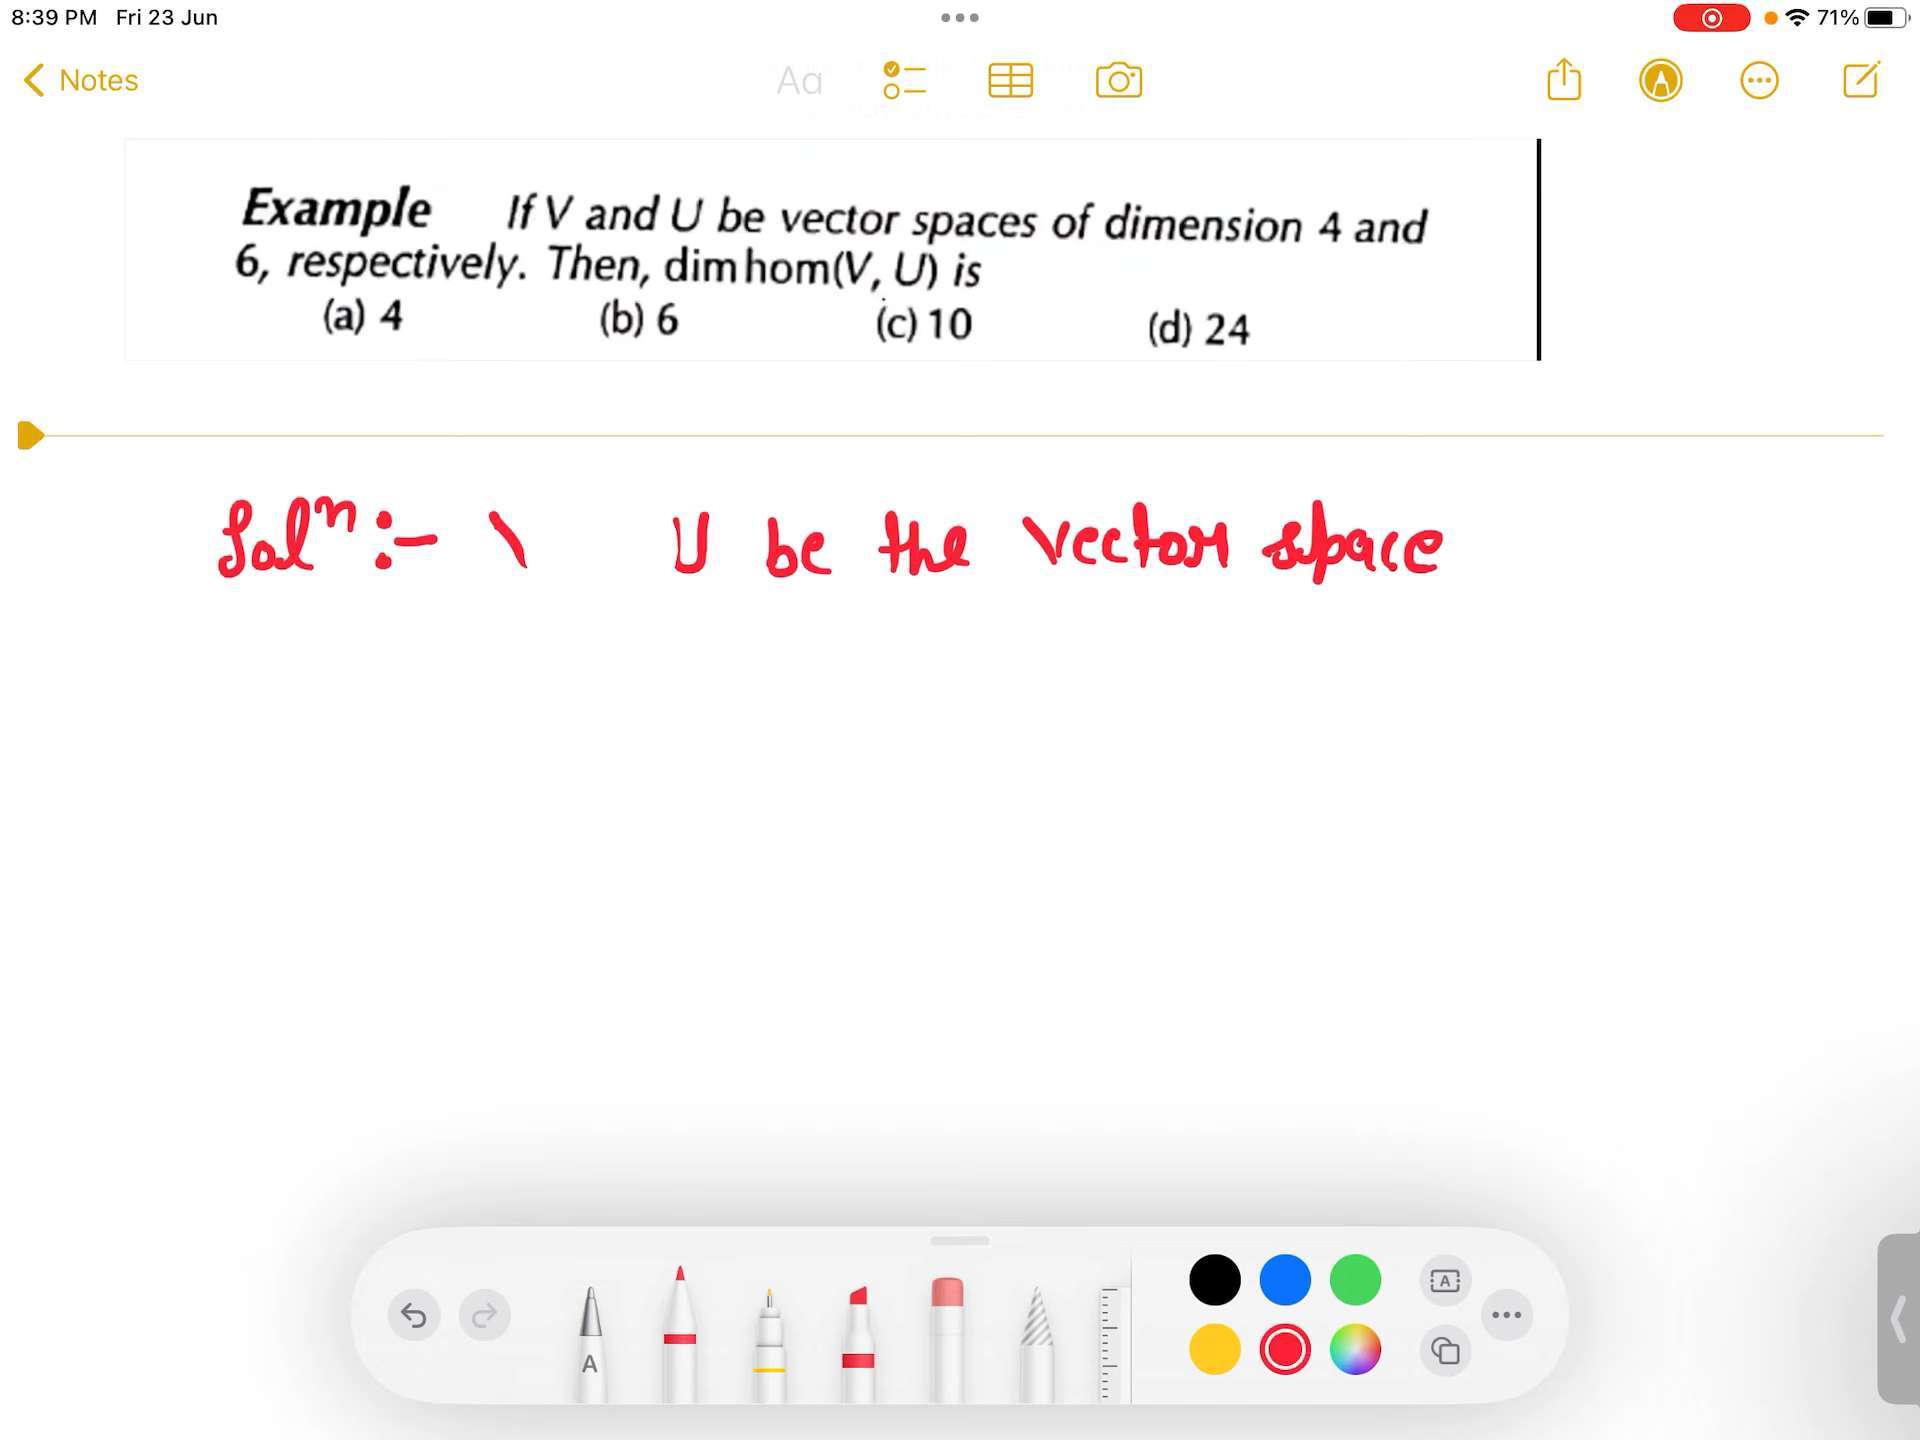 8:39 PM Fri 23 Jun
71%
Notes
Aa
Example If V and U be vector spaces of dimension 4 and
6, respectively. Then, dim hom(V, U) is
(a) 4 (b) 6 (c) 10 (d) 24
Solⁿ :- \ U be the vector space
A
A